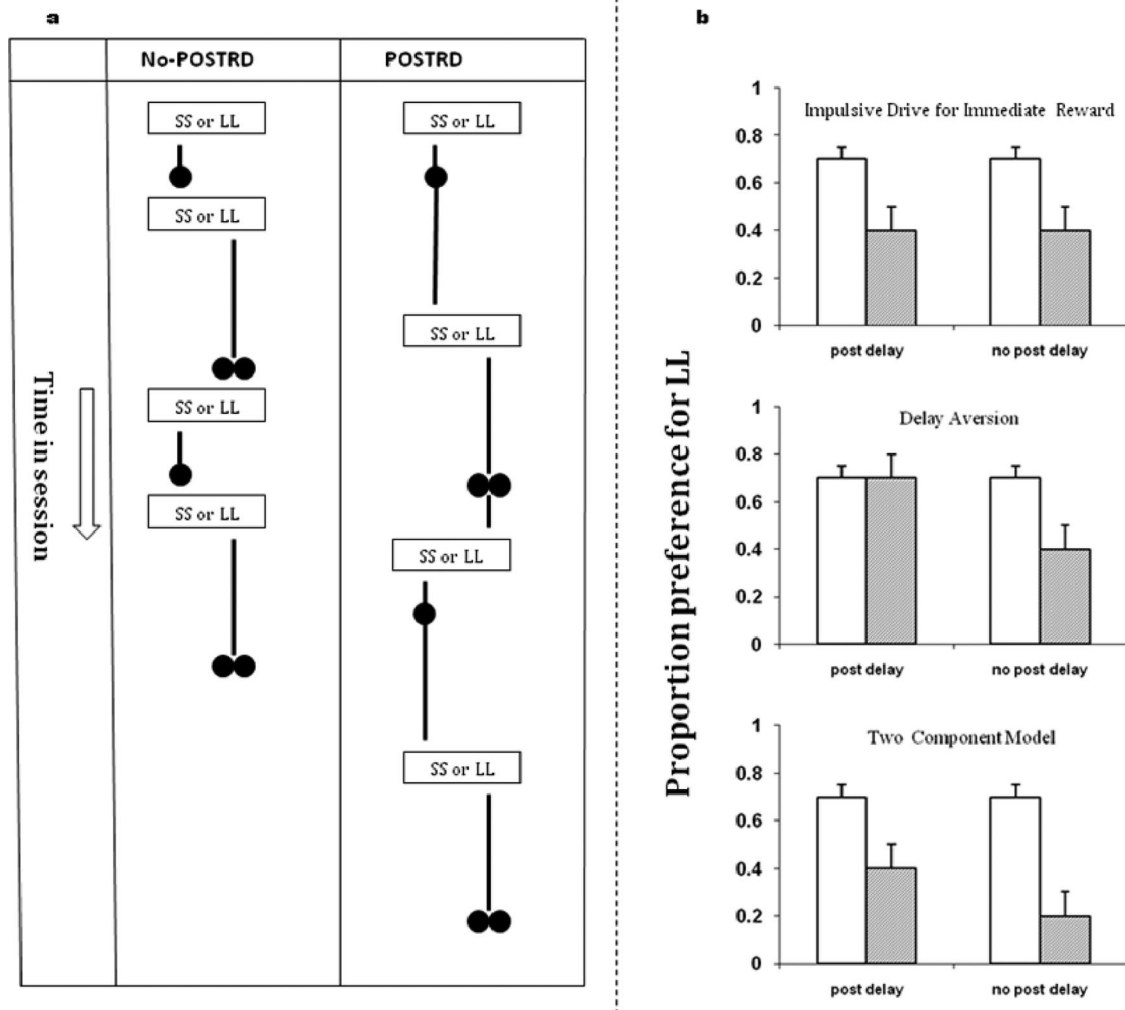 a
No-POSTRD POSTRD
SS or LL
SS or LL
SS or LL
SS or LL
SS or LL
SS or LL
SS or LL
SS or LL
Time in session
b
Proportion preference for LL
Impulsive Drive for Immediate Reward
1
0.8
0.6
0.4
0.2
0
post delay no post delay
Delay Aversion
1
0.8
0.6
0.4
0.2
0
post delay no post delay
Two Component Model
1
0.8
0.6
0.4
0.2
0
post delay no post delay